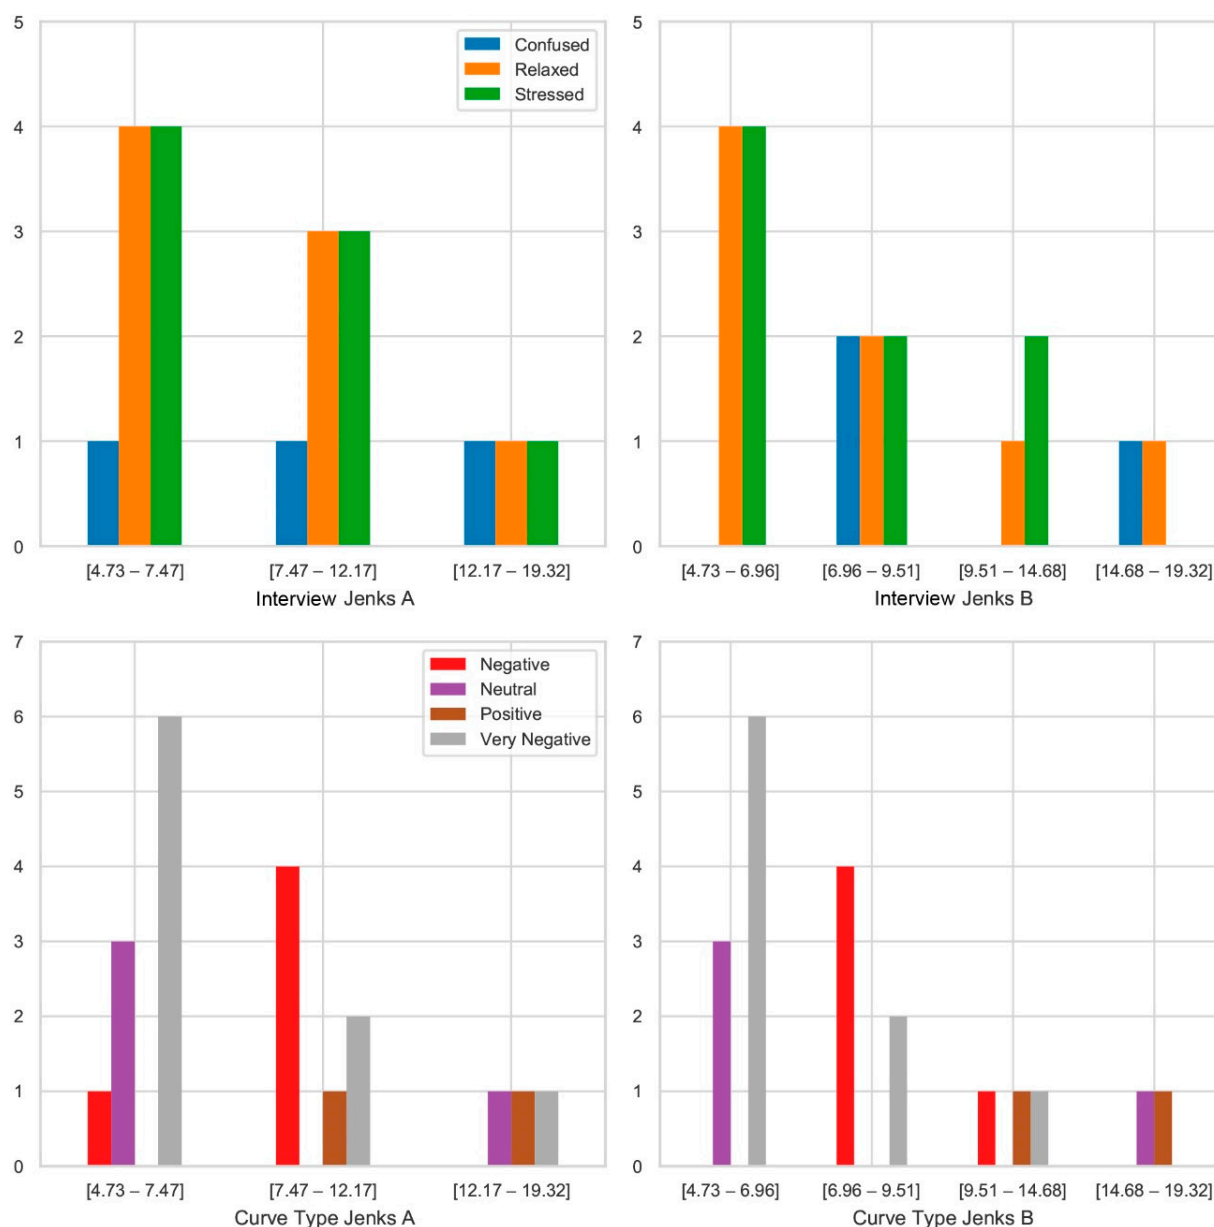 5
4
3
2
1
0
Confused
Relaxed
Stressed
[4.73 – 7.47] [7.47 – 12.17] [12.17 – 19.32]
Interview Jenks A
5
4
3
2
1
0
[4.73 – 6.96] [6.96 – 9.51] [9.51 – 14.68] [14.68 – 19.32]
Interview Jenks B
7
6
5
4
3
2
1
0
Negative
Neutral
Positive
Very Negative
[4.73 – 7.47] [7.47 – 12.17] [12.17 – 19.32]
Curve Type Jenks A
7
6
5
4
3
2
1
0
[4.73 – 6.96] [6.96 – 9.51] [9.51 – 14.68] [14.68 – 19.32]
Curve Type Jenks B